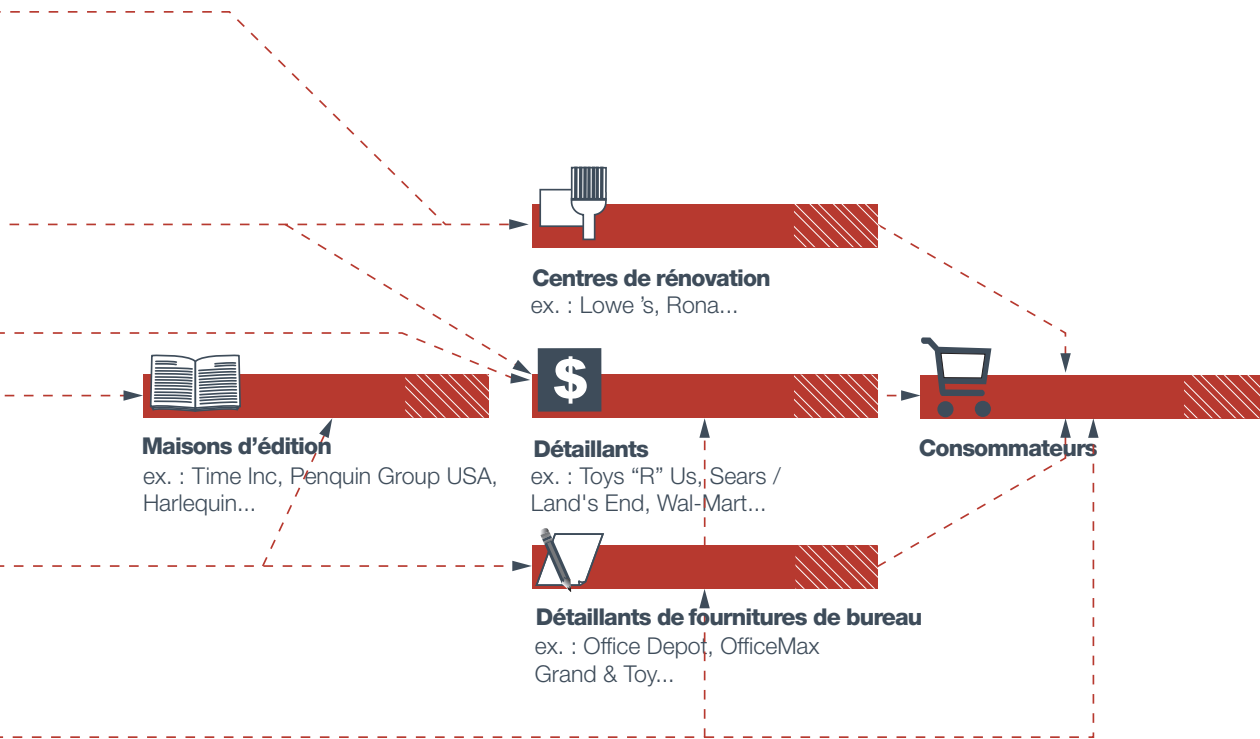 Centres de rénovation
ex. : Lowe ’s, Rona...
$
Maisons d’édition
ex. : Time Inc, Penquin Group USA,
Harlequin...
Détaillants
ex. : Toys “R” Us, Sears /
Land's End, Wal-Mart...
Consommateurs
Détaillants de fournitures de bureau
ex. : Office Depot, OfficeMax
Grand & Toy...